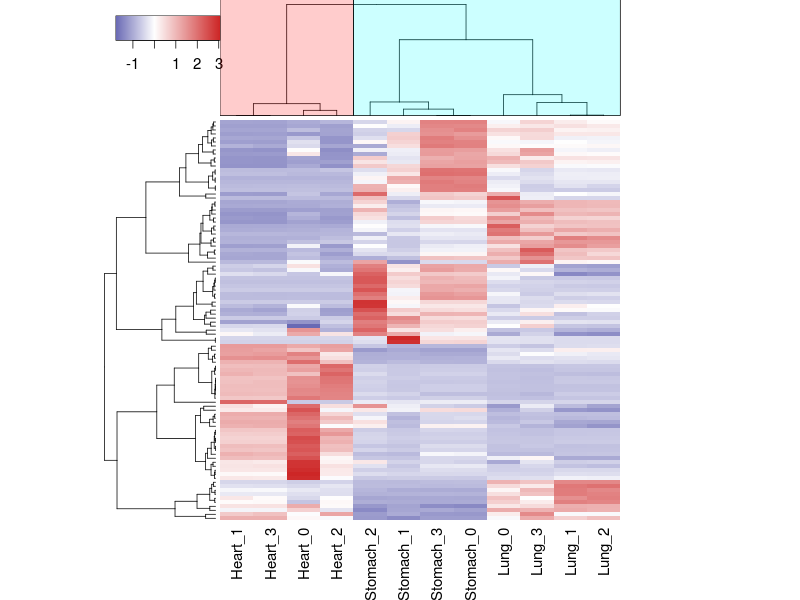 -1 1 2 3
Heart_1
Heart_3
Heart_0
Heart_2
Stomach_2
Stomach_1
Stomach_3
Stomach_0
Lung_0
Lung_3
Lung_1
Lung_2